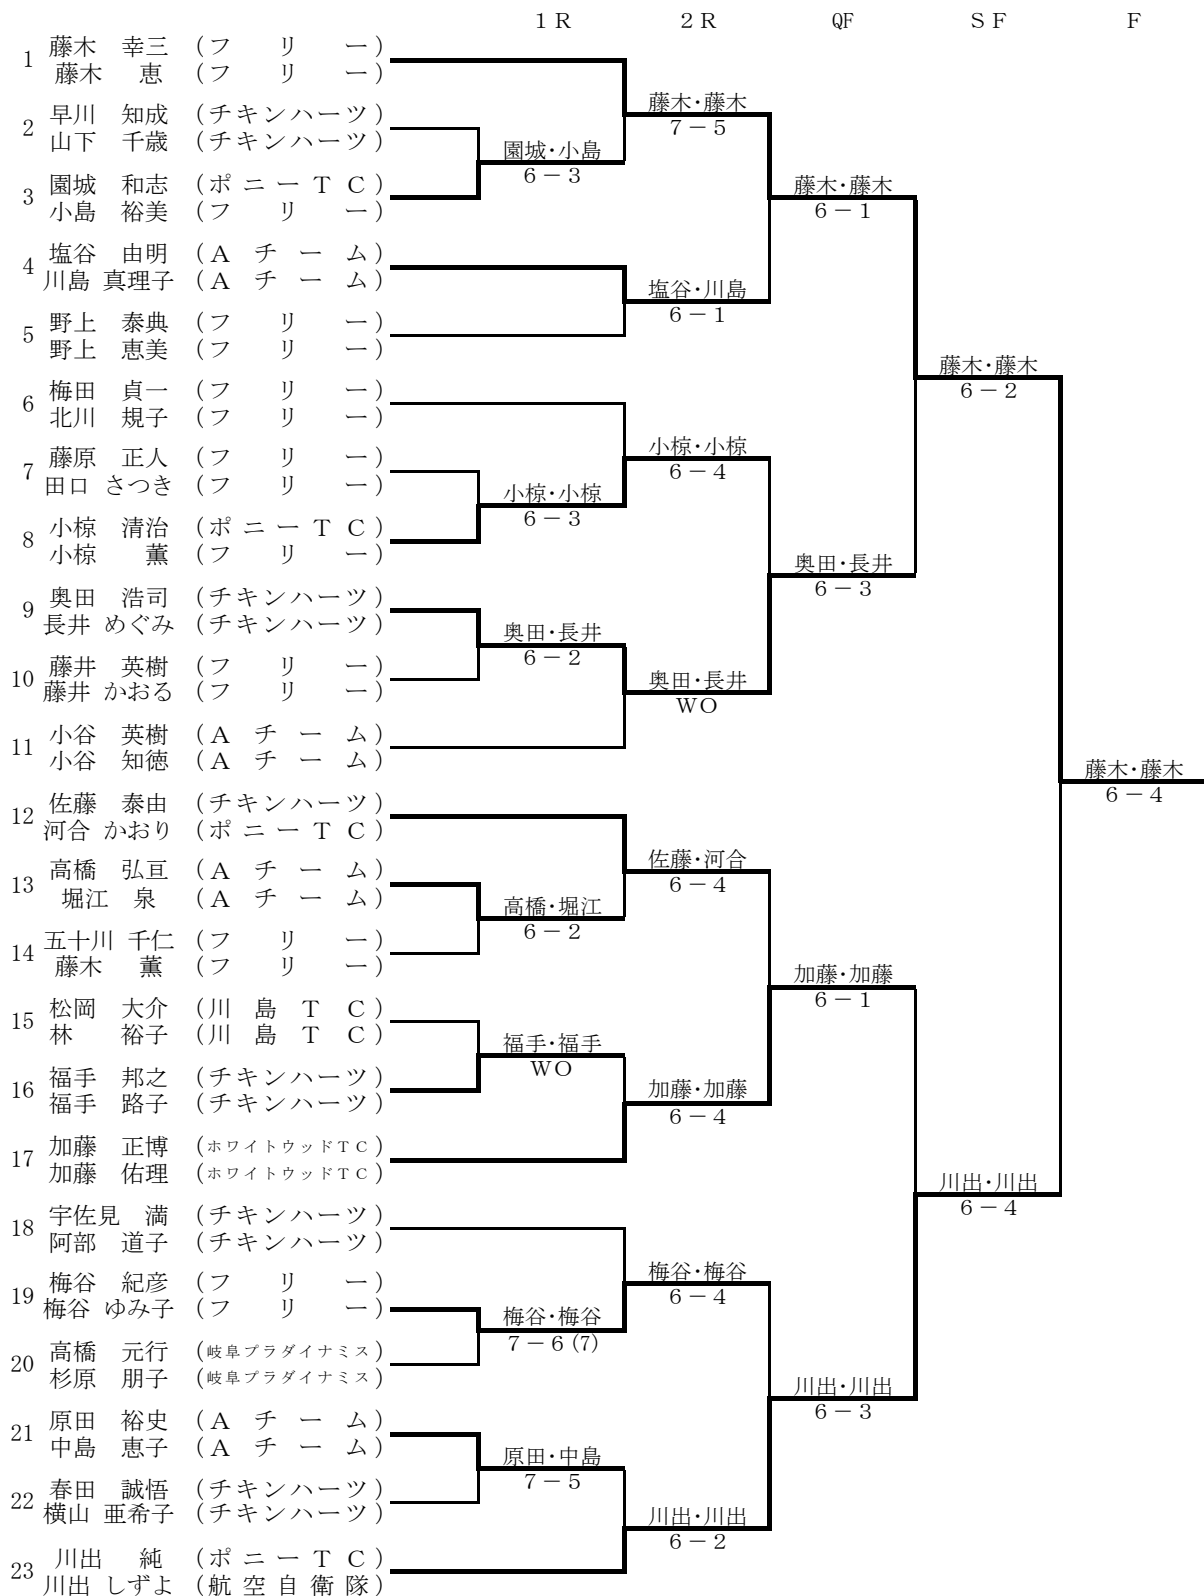 1R 2R QF SF F
1 藤木 幸三 (フリー)
藤木 恵 (フリー)
2 早川 知成 (チキンハーツ)
山下 千歳 (チキンハーツ)
3 園城 和志 (ポニーTC)
小島 裕美 (フリー)
4 塩谷 由明 (Aチーム)
川島 真理子 (Aチーム)
5 野上 泰典 (フリー)
野上 恵美 (フリー)
6 梅田 貞一 (フリー)
北川 規子 (フリー)
7 藤原 正人 (フリー)
田口 さつき (フリー)
8 小椋 清治 (ポニーTC)
小椋 薫 (フリー)
9 奥田 浩司 (チキンハーツ)
長井 めぐみ (チキンハーツ)
10 藤井 英樹 (フリー)
藤井 かおる (フリー)
11 小谷 英樹 (Aチーム)
小谷 知徳 (Aチーム)
12 佐藤 泰由 (チキンハーツ)
河合 かおり (ポニーTC)
13 高橋 弘亘 (Aチーム)
堀江 泉 (Aチーム)
14 五十川 千仁 (フリー)
藤木 薫 (フリー)
15 松岡 大介 (川島TC)
林 裕子 (川島TC)
16 福手 邦之 (チキンハーツ)
福手 路子 (チキンハーツ)
17 加藤 正博 (ホワイトウッドTC)
加藤 佑理 (ホワイトウッドTC)
18 宇佐見 満 (チキンハーツ)
阿部 道子 (チキンハーツ)
19 梅谷 紀彦 (フリー)
梅谷 ゆみ子 (フリー)
20 高橋 元行 (岐阜プラダイナミス)
杉原 朋子 (岐阜プラダイナミス)
21 原田 裕史 (Aチーム)
中島 恵子 (Aチーム)
22 春田 誠悟 (チキンハーツ)
横山 亜希子 (チキンハーツ)
23 川出 純 (ポニーTC)
川出 しずよ (航空自衛隊)
園城・小島
6-3
小椋・小椋
6-3
奥田・長井
6-2
高橋・堀江
6-2
福手・福手
WO
梅谷・梅谷
7-6(7)
原田・中島
7-5
藤木・藤木
7-5
塩谷・川島
6-1
小椋・小椋
6-4
奥田・長井
WO
佐藤・河合
6-4
加藤・加藤
6-4
梅谷・梅谷
6-4
川出・川出
6-2
藤木・藤木
6-1
奥田・長井
6-3
加藤・加藤
6-1
川出・川出
6-3
藤木・藤木
6-2
川出・川出
6-4
藤木・藤木
6-4